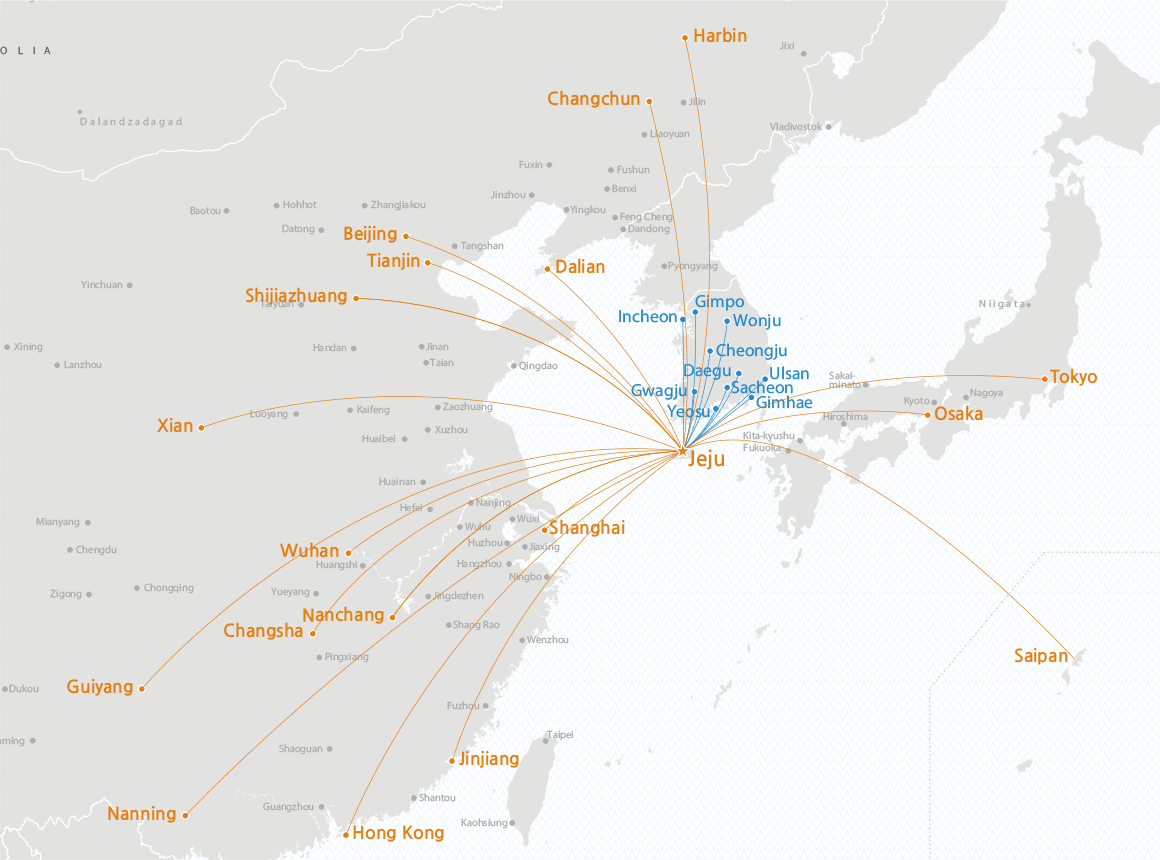 Harbin
Jixi
O L I A
Changchun
Jilin
Dalandzadagad
Liaoyuan
Vladivostok
Fuxin
Fushun
Benxi
Jinzhou
Hohhot
Zhangjiakou
Baotou
Yingkou
Feng Cheng
Datong
Dandong
Beijing
Tangshan
Tianjin
Dalian
Pyongyang
Yinchuan
Shijiazhuang
Taiyuan
Gimpo
Niigata
Incheon
Wonju
Xining
Handan
Jinan
Cheongju
Lanzhou
Taian
Qingdao
Daegu
Ulsan
Sakai-
minato
Tokyo
Gwagju
Sacheon
Nagoya
Kyoto
Gimhae
Luoyang
Kaifeng
Zaozhuang
Yeosu
Osaka
Hiroshima
Xian
Xuzhou
Huaibei
Kita-kyushu
Fukuoka
Jeju
Huainan
Nanjing
Hefei
Mianyang
Wuxi
Wuhu
Shanghai
Huzhou
Jiaxing
Chengdu
Wuhan
Huangshi
Hangzhou
Ningbo
Chongqing
Zigong
Yueyang
Jingdezhen
Nanchang
Shang Rao
Changsha
Wenzhou
Pingxiang
Saipan
Guiyang
Dukou
Fuzhou
Taipei
ming
Shaoguan
Jinjiang
Shantou
Guangzhou
Nanning
Kaohsiung
Hong Kong